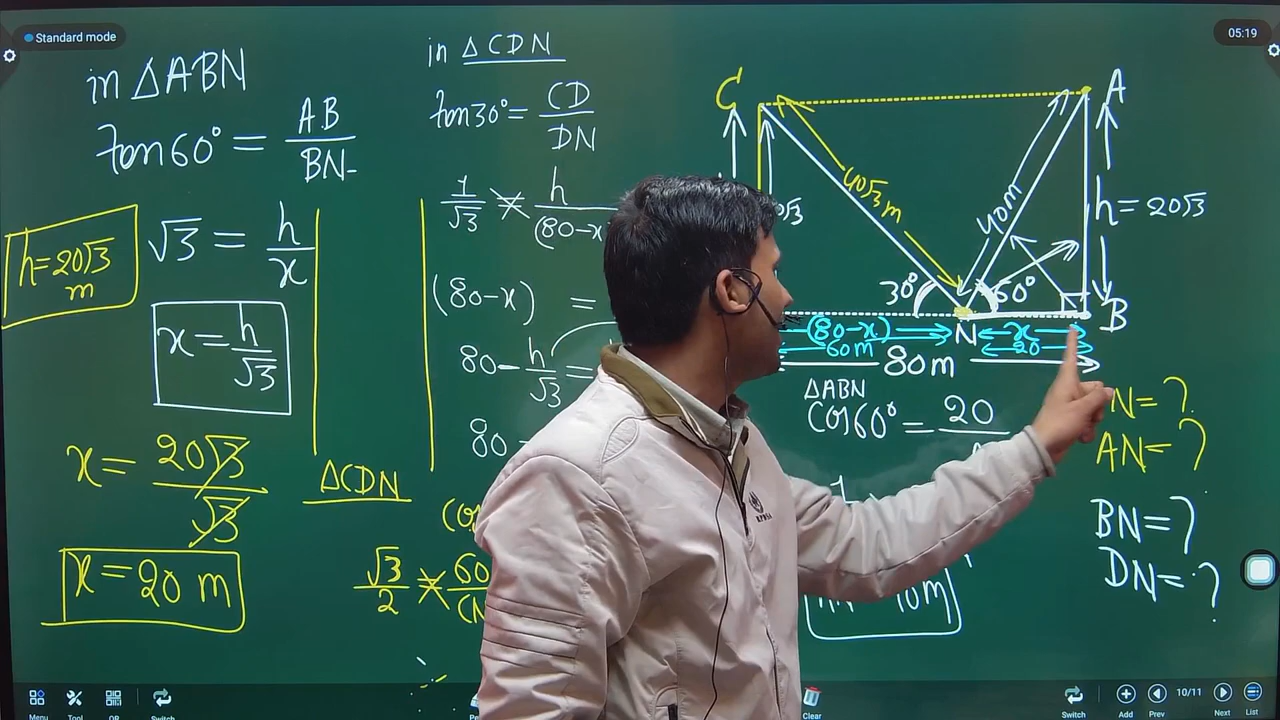 Standard mode
05:19
in ΔABN
tan60° = AB
BN
h=20√3
m
√3 = h
x
x = h
√3
x = 20√3
√3
x = 20 m
in ΔCDN
tan30° = CD
DN
1
√3
h
(80-x
(80-x) =
80 - h =
√3
80
ΔCDN
√3
2
60
C
A
40√3 m
40m
h = 20√3
30°
60°
(80-x)
N
x
B
60m
20
80m
ΔABN
Cos60° = 20
N=?
AN=?
BN=?
DN=?
Menu
Tool
QR
Switch
Clear
Switch
Add
Prev
10/11
Next
List